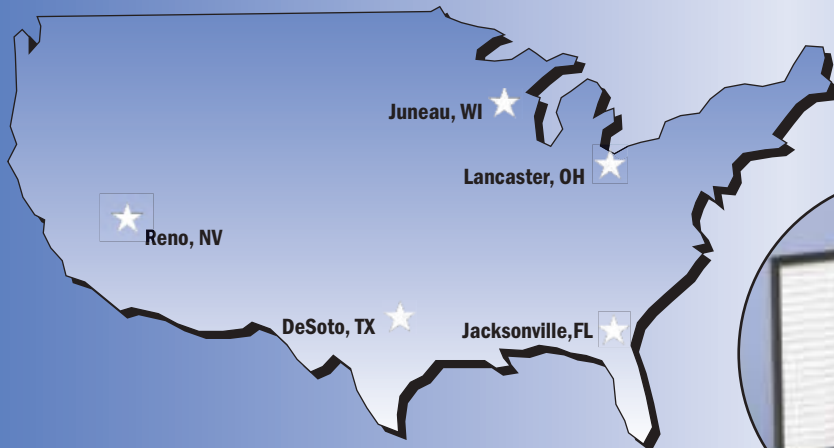 Juneau, WI
Lancaster, OH
Reno, NV
DeSoto, TX
Jacksonville,FL